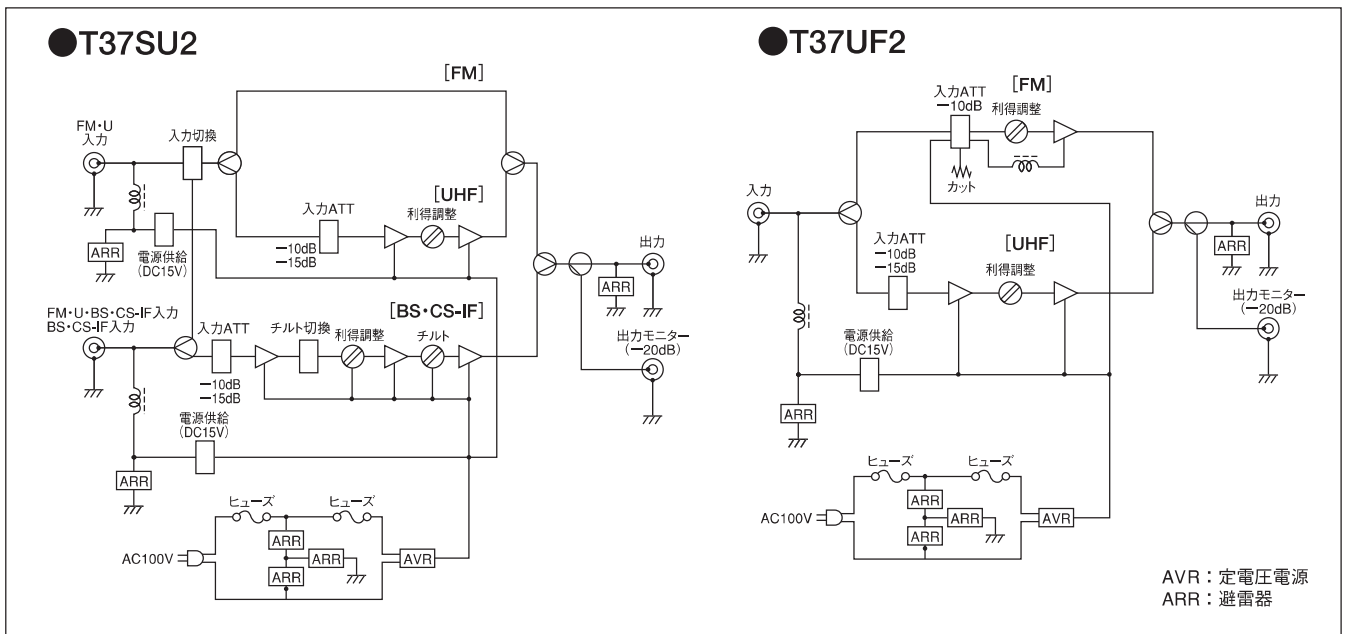 ●T37SU2
[FM]
FM・U
入力
入力切換
[UHF]
入力ATT
利得調整
−10dB
−15dB
ARR
電源供給
(DC15V)
出力
ARR
[BS・CS-IF]
FM・U・BS・CS-IF入力
BS・CS-IF入力
入力ATT
チルト切換
利得調整
チルト
−10dB
−15dB
出力モニター
(−20dB)
電源供給
(DC15V)
ARR
ヒューズ
ヒューズ
ARR
AC100V
ARR
AVR
ARR
●T37UF2
[FM]
入力ATT
−10dB
利得調整
カット
入力
[UHF]
入力ATT
−10dB
−15dB
利得調整
出力
ARR
出力モニター
(−20dB)
電源供給
(DC15V)
ARR
ヒューズ
ヒューズ
ARR
AC100V
ARR
AVR
ARR
AVR：定電圧電源
ARR：避雷器